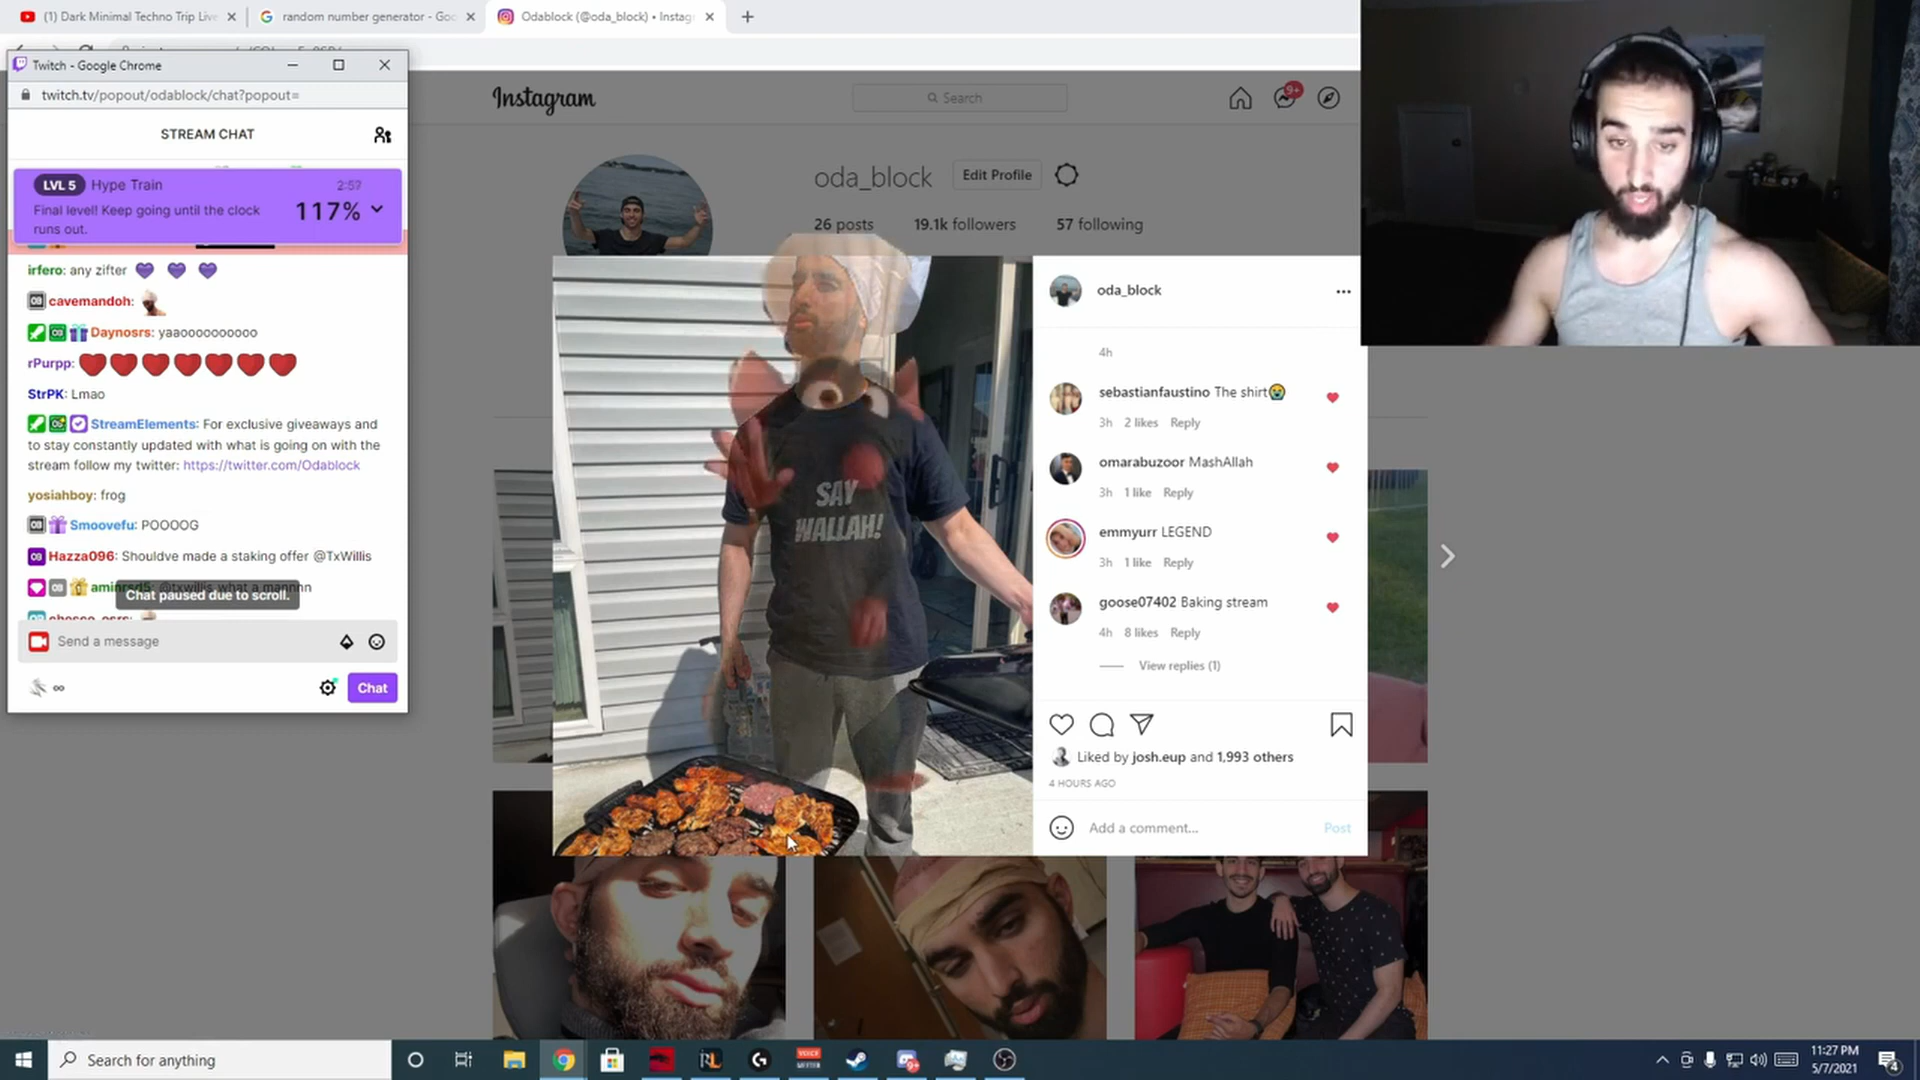 (1) Dark Minimal Techno Trip Live
random number generator - Goo
Odablock (@oda_block) • Instag
Twitch - Google Chrome
twitch.tv/popout/odablock/chat?popout=
STREAM CHAT
LVL 5 Hype Train 2:57
Final level! Keep going until the clock runs out.
117%
irfero: any zifter
cavemandoh:
Daynosrs: yaaoooooooooo
rPurpp:
StrPK: Lmao
StreamElements: For exclusive giveaways and
to stay constantly updated with what is going on with the
stream follow my twitter: https://twitter.com/Odablock
yosiahboy: frog
Smoovefu: POOOOG
Hazza096: Shouldve made a staking offer @TxWillis
aminrsd5: @txwillis what a mannnn
Chat paused due to scroll.
Send a message
Chat
Instagram
Search
9+
oda_block Edit Profile
26 posts 19.1k followers 57 following
SAY
WALLAH!
oda_block
4h
sebastianfaustino The shirt😭
3h 2 likes Reply
omarabuzoor MashAllah
3h 1 like Reply
emmyurr LEGEND
3h 1 like Reply
goose07402 Baking stream
4h 8 likes Reply
View replies (1)
Liked by josh.eup and 1,993 others
4 HOURS AGO
Add a comment... Post
Search for anything
11:27 PM
5/7/2021
4